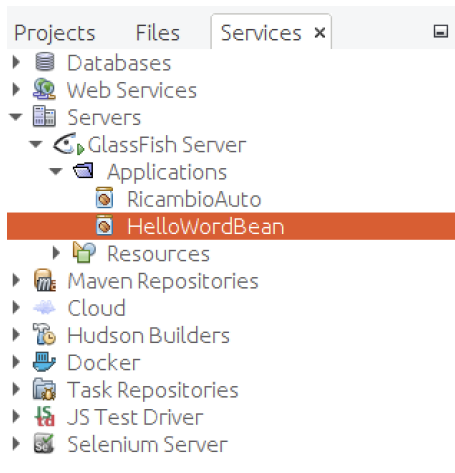 Projects Files Services ×
Databases
Web Services
Servers
GlassFish Server
Applications
RicambioAuto
HelloWordBean
Resources
Maven Repositories
Cloud
Hudson Builders
Docker
Task Repositories
JS Test Driver
Selenium Server